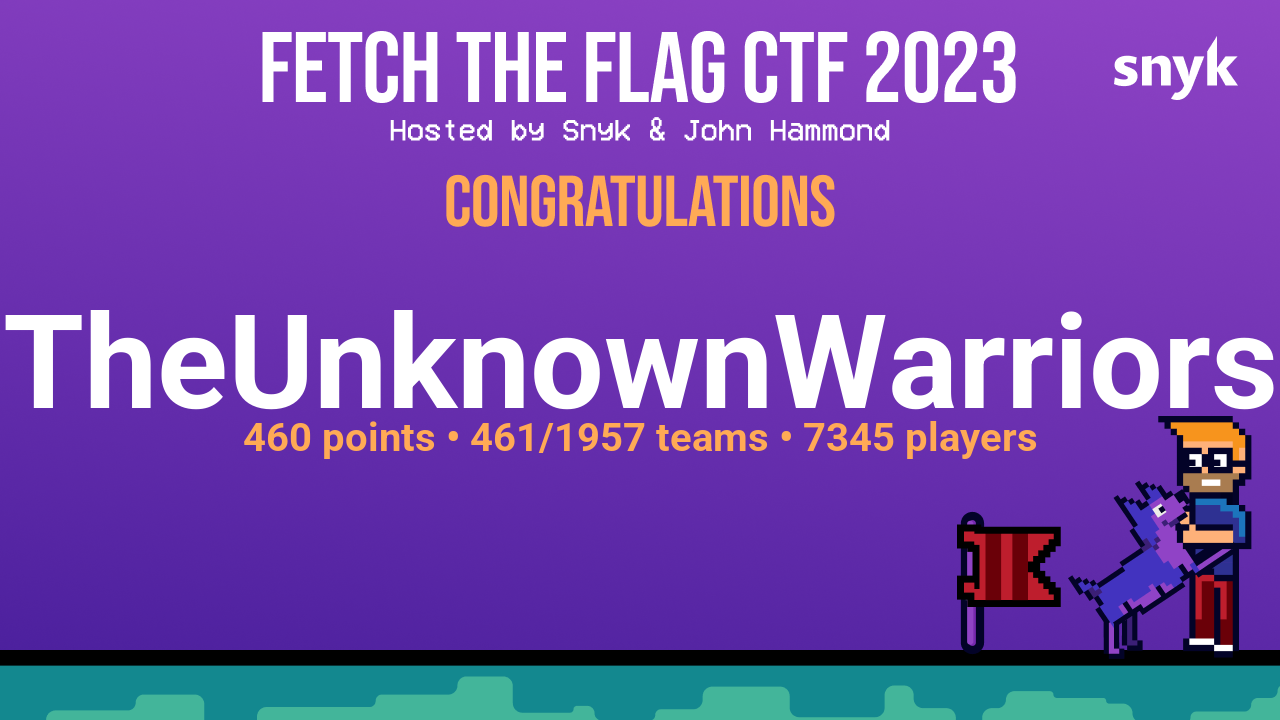 FETCH THE FLAG CTF 2023
snyk
Hosted by Snyk & John Hammond
CONGRATULATIONS
TheUnknownWarriors
460 points • 461/1957 teams • 7345 players